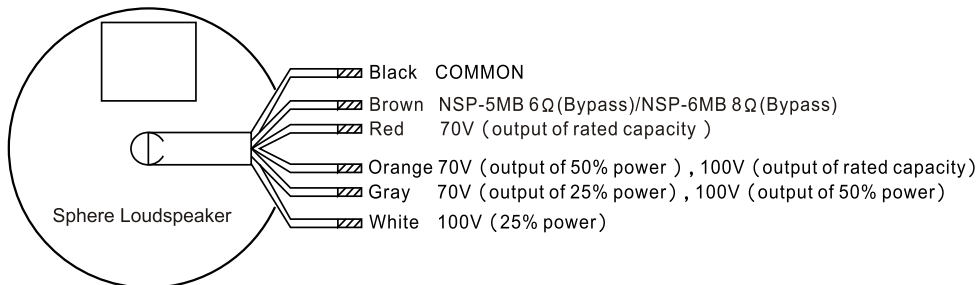 Black COMMON
Brown NSP-5MB 6Ω(Bypass)/NSP-6MB 8Ω(Bypass)
Red 70V (output of rated capacity )
Orange 70V (output of 50% power ) , 100V (output of rated capacity)
Gray 70V (output of 25% power) , 100V (output of 50% power)
White 100V (25% power)
Sphere Loudspeaker